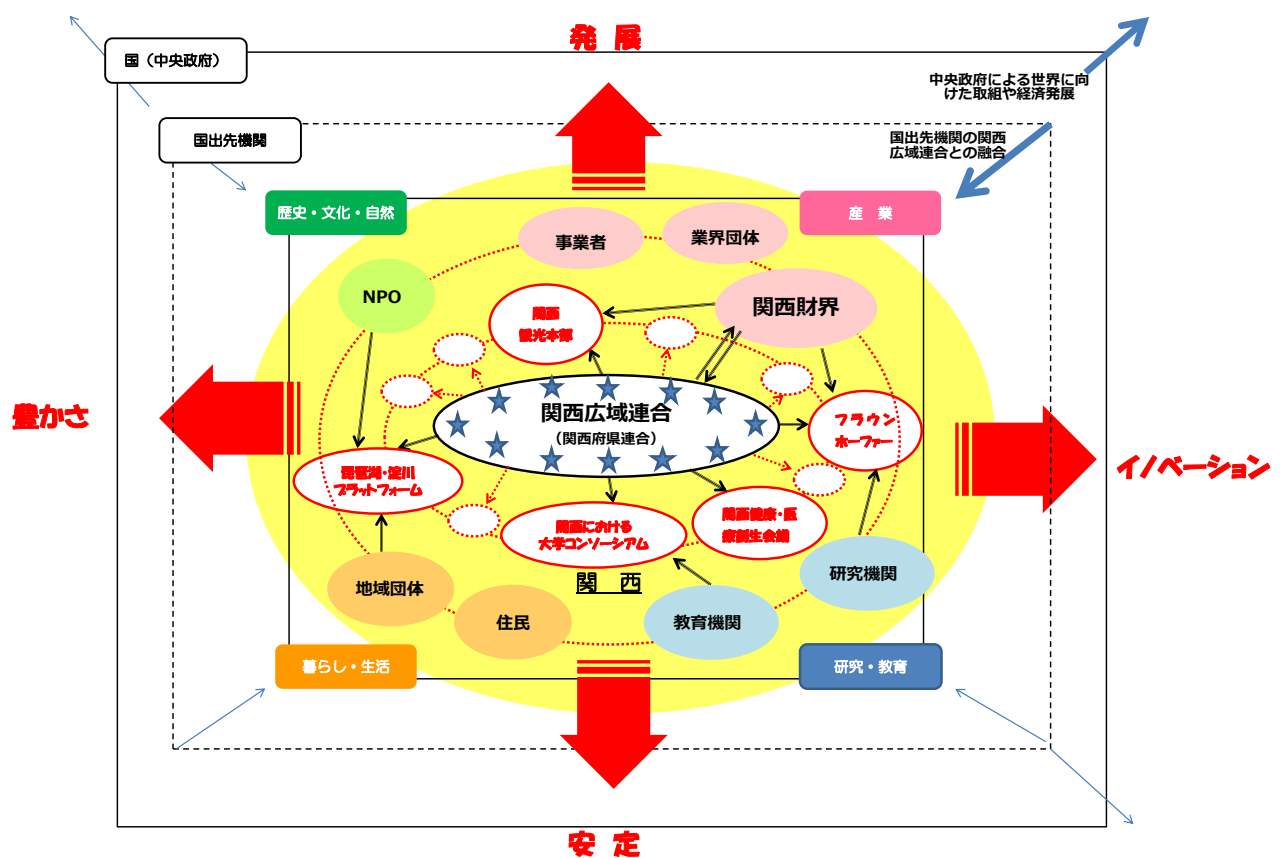 発 展
国（中央政府）
中央政府による世界に向
けた取組や経済発展
国出先機関
国出先機関の関西
広域連合との融合
歴史・文化・自然
産 業
事業者
業界団体
NPO
関西財界
関西
観光本部
関西広域連合
（関西府県連合）
フラウン
ホーファー
豊かさ
イノベーション
琵琶湖・淀川
プラットフォーム
関西健康・医
療創生会議
関西における
大学コンソーシアム
関 西
地域団体
研究機関
住民
教育機関
暮らし・生活
研究・教育
安 定